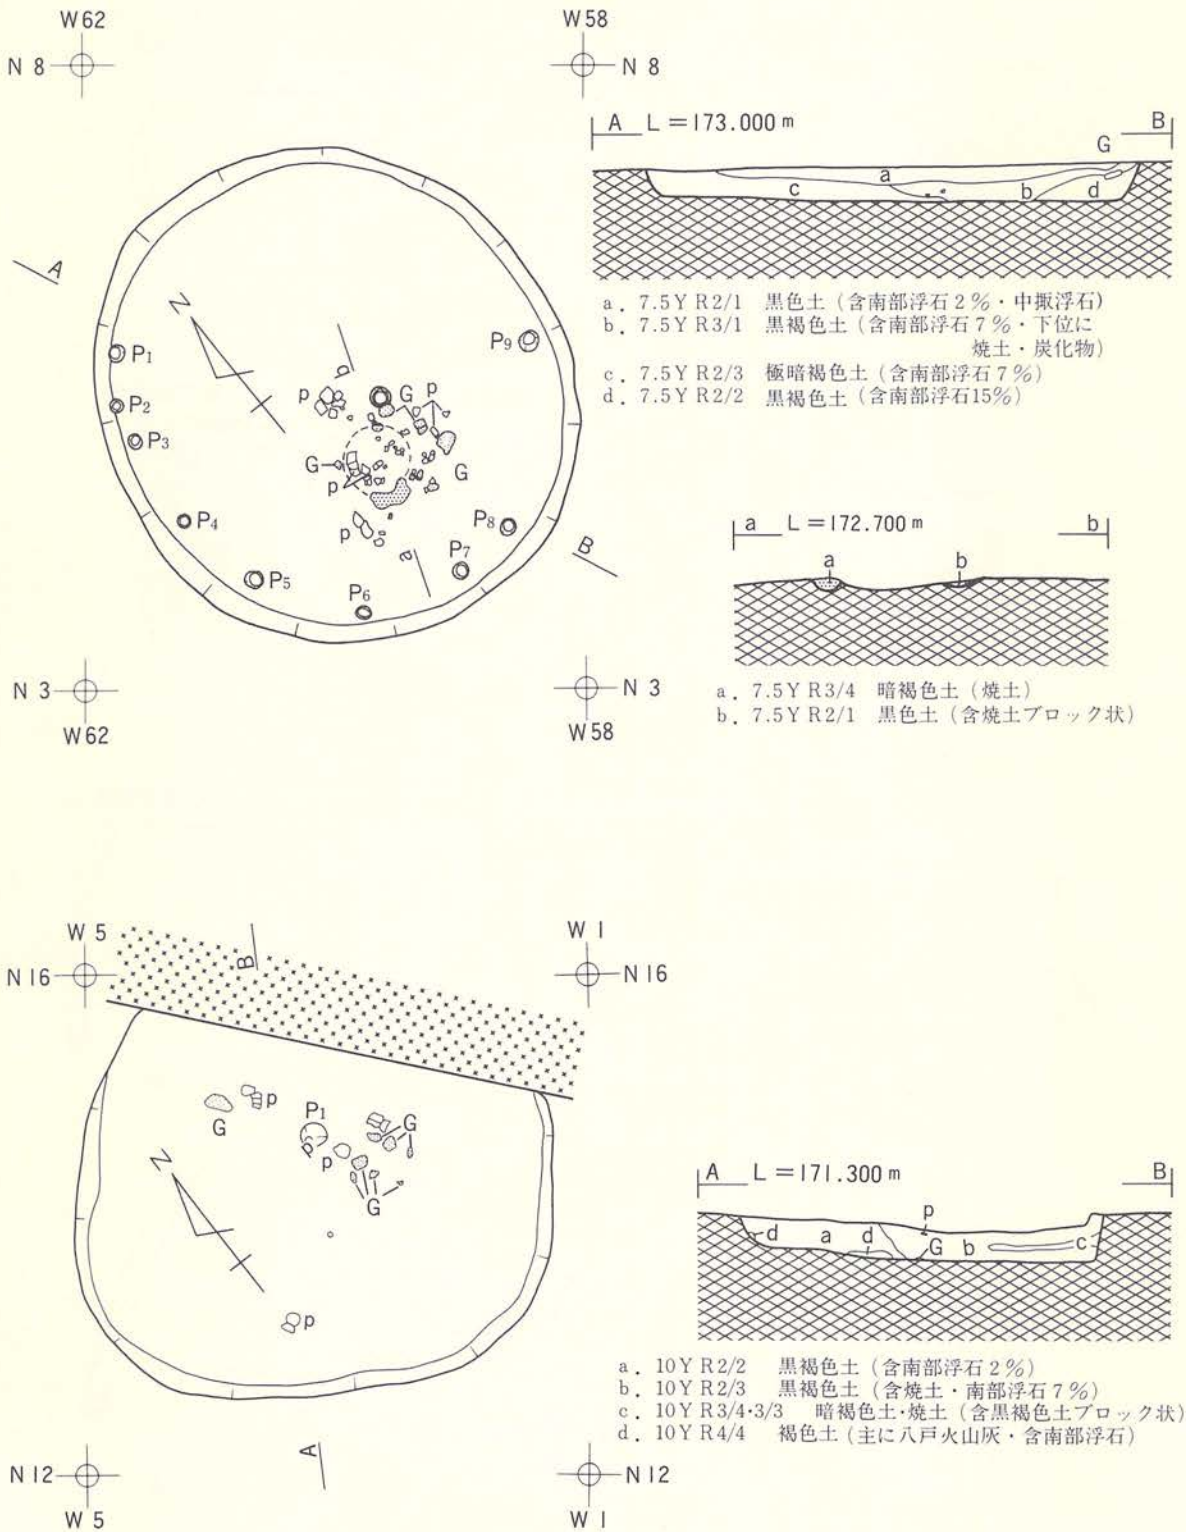 W62 W58
N 8 N 8
A L=173.000m B
G
a
c b d
a. 7.5YR2/1 黒色土(含南部浮石2%・中掫浮石)
b. 7.5YR3/1 黒褐色土(含南部浮石7%・下位に
焼土・炭化物)
c. 7.5YR2/3 極暗褐色土(含南部浮石7%)
d. 7.5YR2/2 黒褐色土(含南部浮石15%)
A
N
P1
P2
P3
P4
P5
P6
P7
P8
P9
b
p G p
G G
p
p
a
B
a L=172.700m b
a b
a. 7.5YR3/4 暗褐色土(焼土)
b. 7.5YR2/1 黒色土(含焼土ブロック状)
N 3 N 3
W62 W58
W 5 W 1
B
N16 N16
p
G
P1
G
p p
G
N
p
A
A L=171.300m B
p
d a d G b c
a. 10YR2/2 黒褐色土(含南部浮石2%)
b. 10YR2/3 黒褐色土(含焼土・南部浮石7%)
c. 10YR3/4・3/3 暗褐色土・焼土(含黒褐色土ブロック状)
d. 10YR4/4 褐色土(主に八戸火山灰・含南部浮石)
N12 N12
W 5 W 1